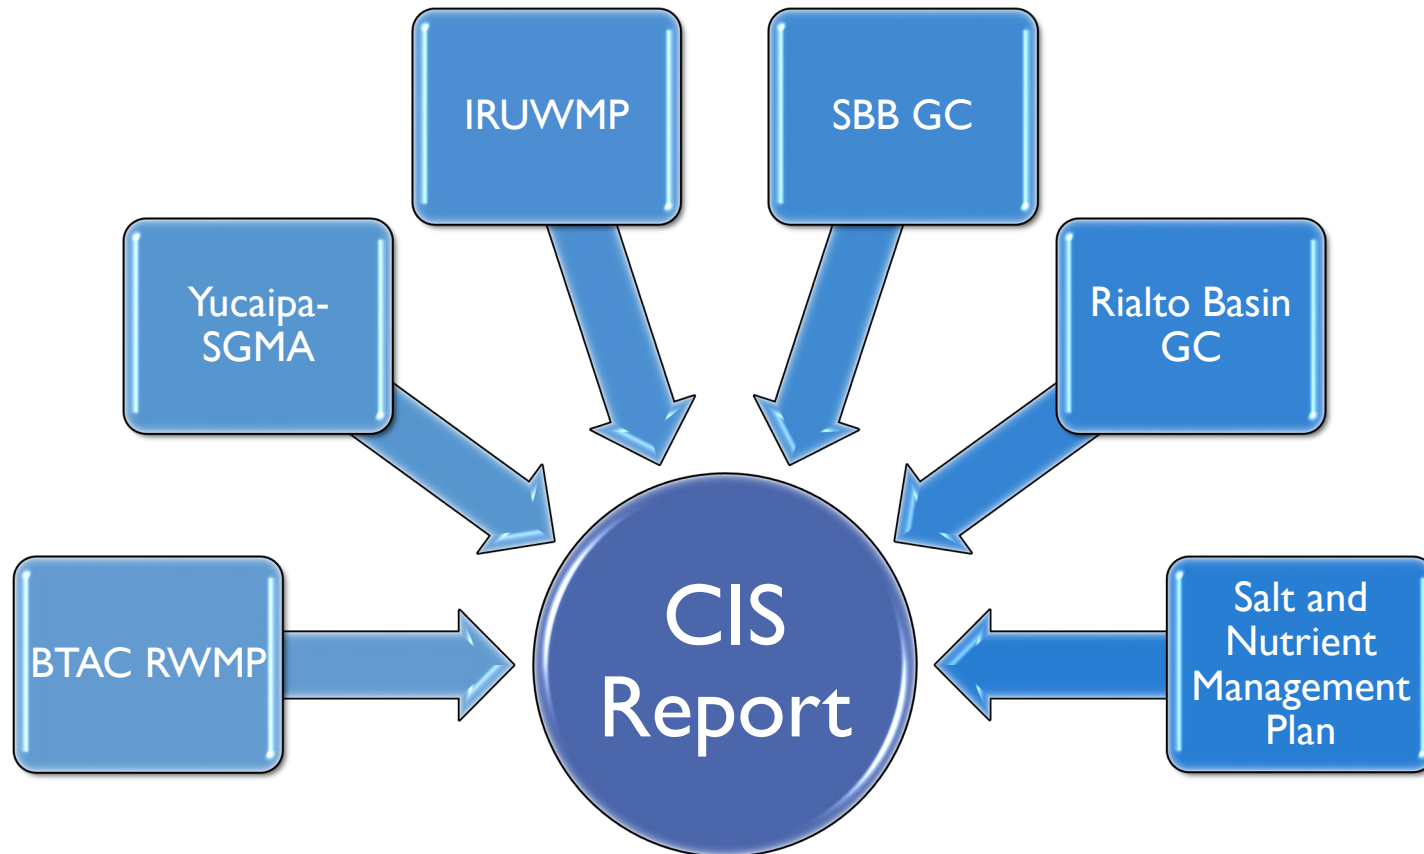 IRUWMP
SBB GC
Yucaipa-
SGMA
Rialto Basin
GC
BTAC RWMP
CIS
Report
Salt and
Nutrient
Management
Plan